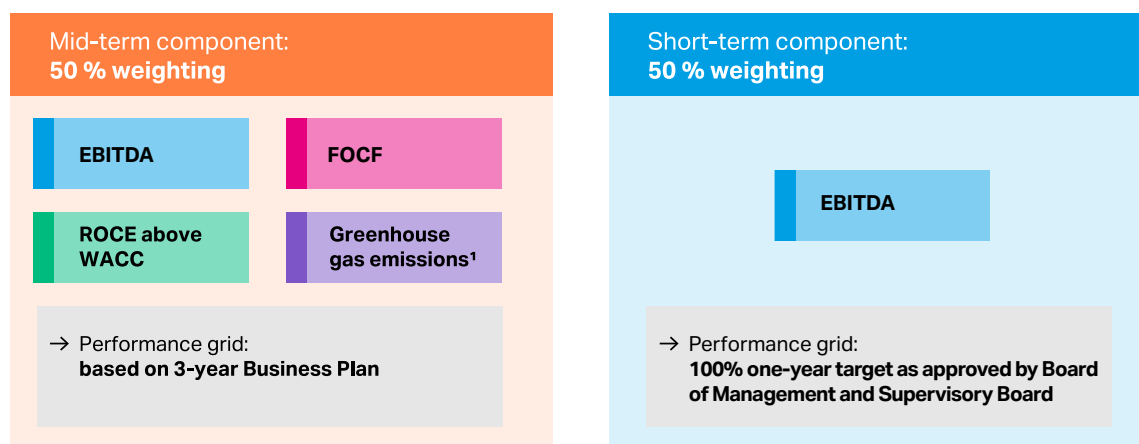 Mid-term component:
50 % weighting
EBITDA
FOCF
ROCE above
WACC
Greenhouse
gas emissions¹
→ Performance grid:
based on 3-year Business Plan
Short-term component:
50 % weighting
EBITDA
→ Performance grid:
100% one-year target as approved by Board
of Management and Supervisory Board